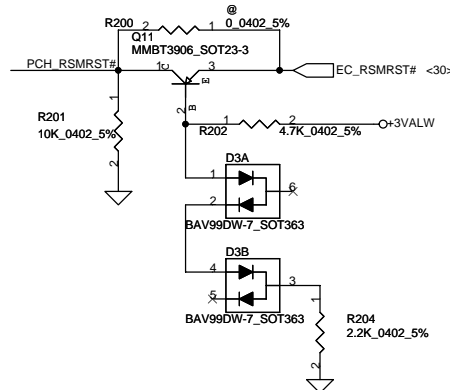 @
R200 2 1 0_0402_5%
Q11
MMBT3906_SOT23-3
PCH_RSMRST# 1 C 3 E EC_RSMRST# <30>
2 B
1
R201
10K_0402_5%
2
R202 1 2 4.7K_0402_5% +3VALW
D3A
1 6
2
BAV99DW-7_SOT363
D3B
4 3
5
BAV99DW-7_SOT363
1
R204
2.2K_0402_5%
2